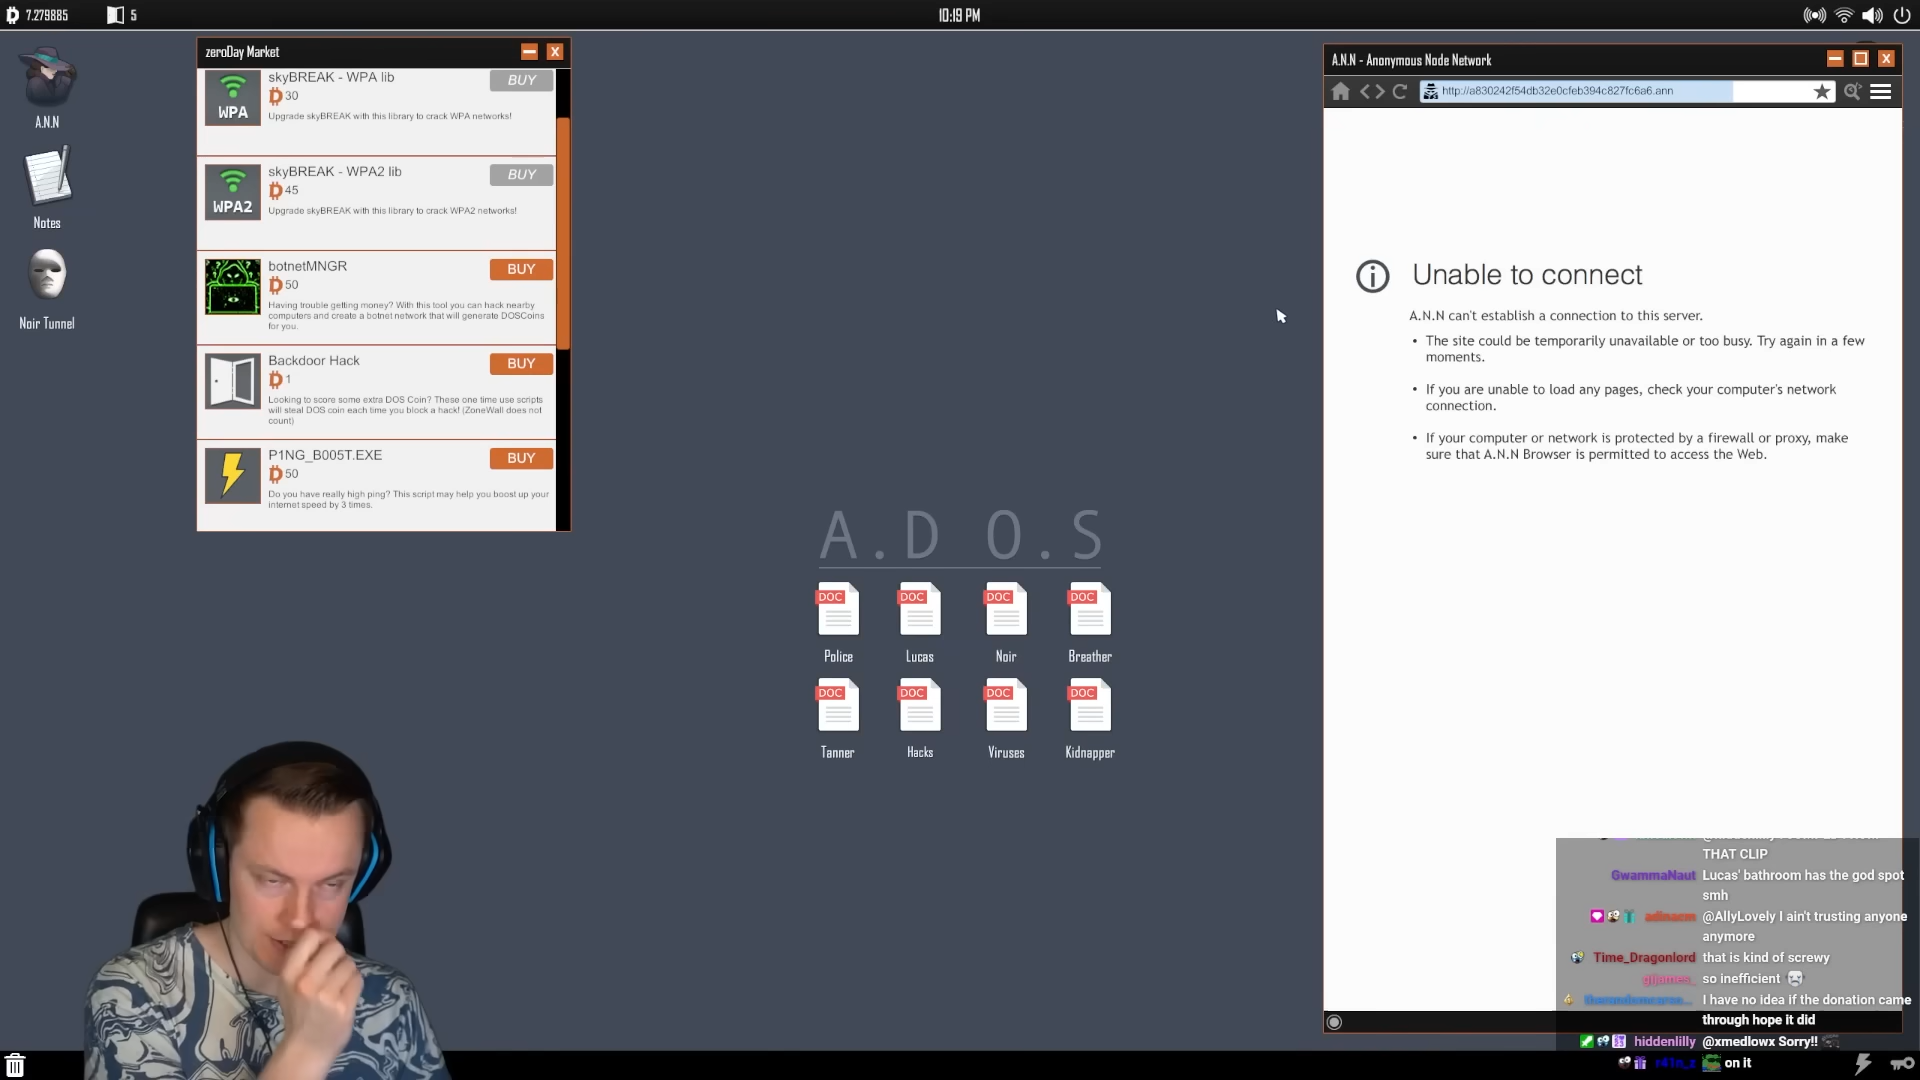 7.279885
5
10:19 PM
zeroDay Market
skyBREAK - WPA lib
BUY
30
WPA
Upgrade skyBREAK with this library to crack WPA networks!
skyBREAK - WPA2 lib
BUY
45
WPA2
Upgrade skyBREAK with this library to crack WPA2 networks!
botnetMNGR
BUY
50
Having trouble getting money? With this tool you can hack nearby
computers and create a botnet network that will generate DOSCoins
for you.
Backdoor Hack
BUY
1
Looking to score some extra DOS Coin? These one time use scripts
will steal DOS coin each time you block a hack! (ZoneWall does not
count)
P1NG_B005T.EXE
BUY
50
Do you have really high ping? This script may help you boost up your
internet speed by 3 times.
A.N.N
Notes
Noir Tunnel
A.D O.S
DOC DOC DOC DOC
Police Lucas Noir Breather
DOC DOC DOC DOC
Tanner Hacks Viruses Kidnapper
A.N.N - Anonymous Node Network
http://a830242f54db32e0cfeb394c827fc6a6.ann
Unable to connect
A.N.N can't establish a connection to this server.
• The site could be temporarily unavailable or too busy. Try again in a few
moments.
• If you are unable to load any pages, check your computer's network
connection.
• If your computer or network is protected by a firewall or proxy, make
sure that A.N.N Browser is permitted to access the Web.
THAT CLIP
GwammaNaut Lucas' bathroom has the god spot
smh
adinacm @AllyLovely I ain't trusting anyone
anymore
Time_Dragonlord that is kind of screwy
so inefficient
I have no idea if the donation came
through hope it did
hiddenlilly @xmedlowx Sorry!!
on it